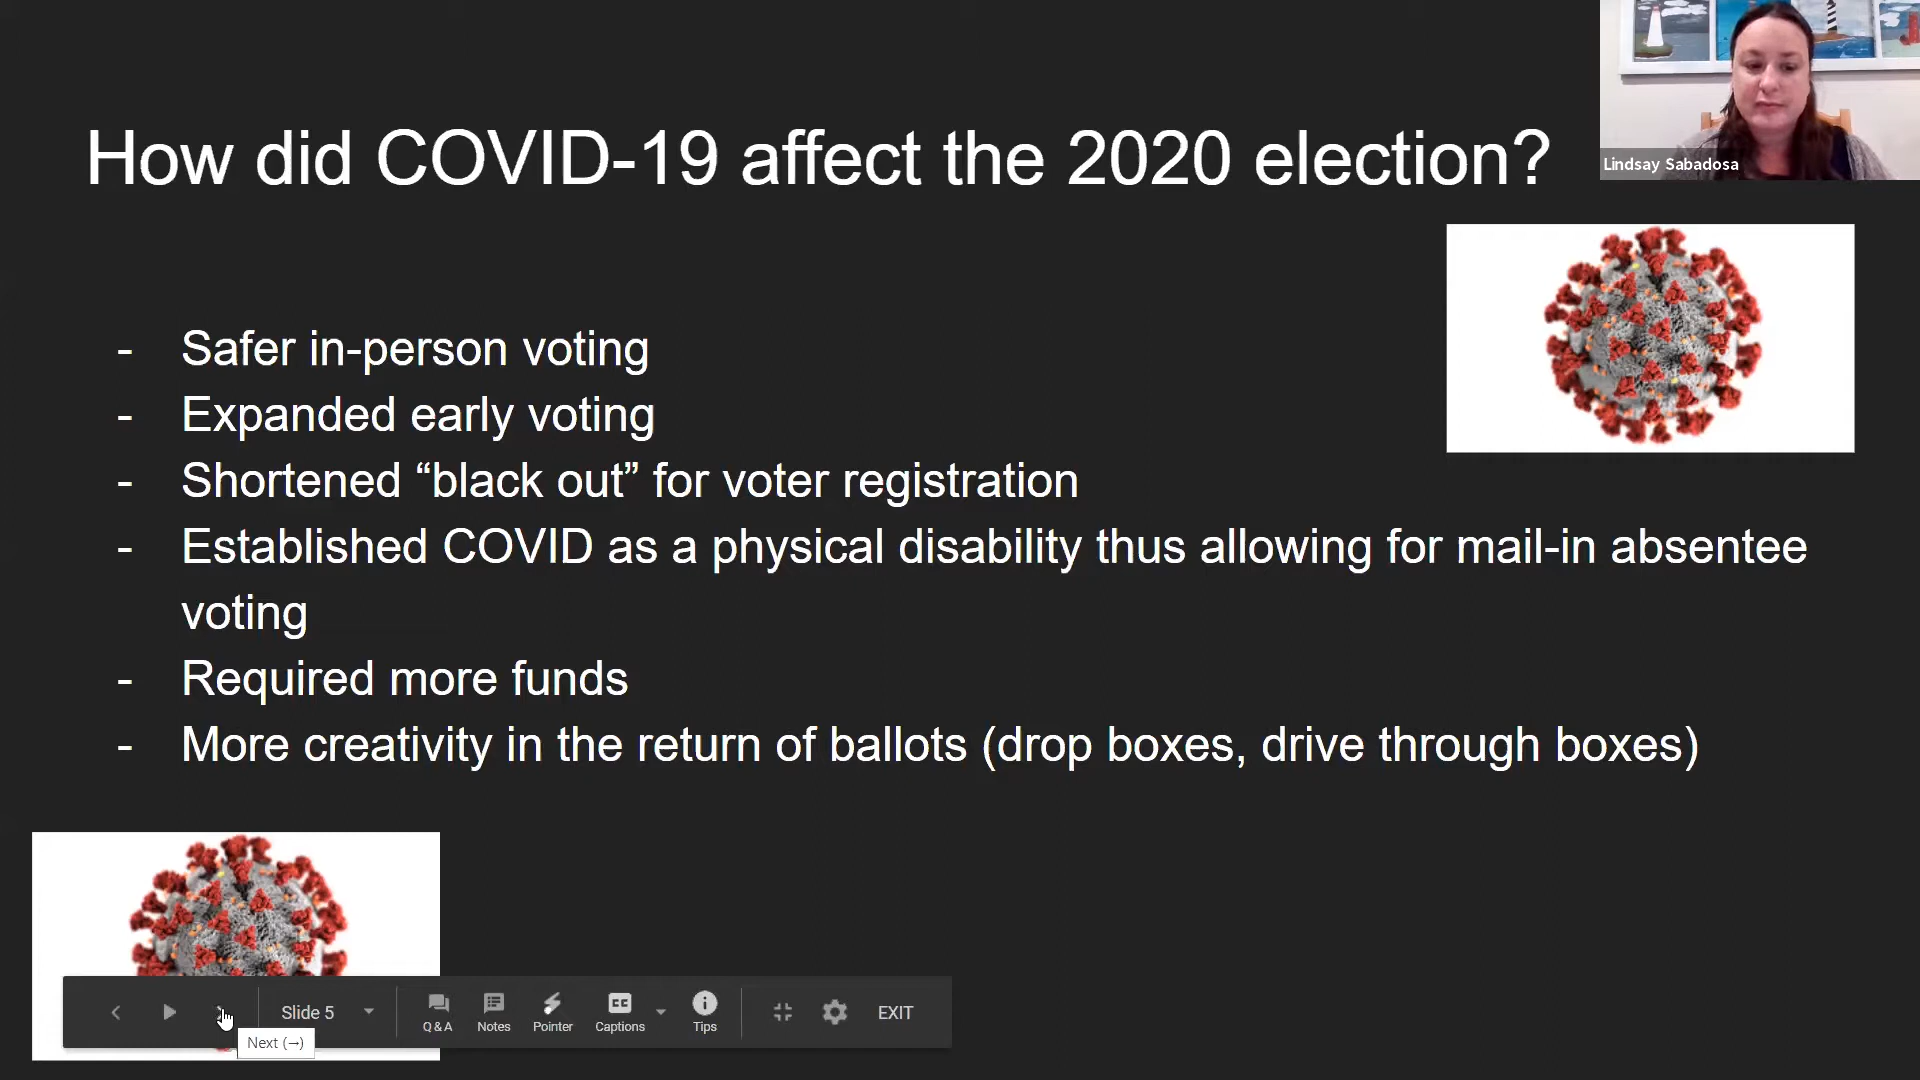 How did COVID-19 affect the 2020 election?
Lindsay Sabadosa
- Safer in-person voting
- Expanded early voting
- Shortened “black out” for voter registration
- Established COVID as a physical disability thus allowing for mail-in absentee
voting
- Required more funds
- More creativity in the return of ballots (drop boxes, drive through boxes)
Slide 5
Q&A
Notes
Pointer
CC
Captions
Tips
EXIT
Next (→)